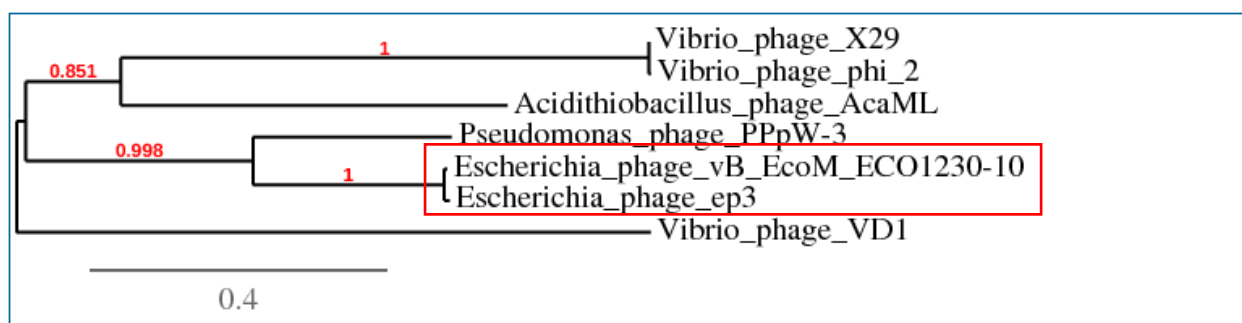 Vibrio_phage_X29
1
0.851
Vibrio_phage_phi_2
Acidithiobacillus_phage_AcaML
Pseudomonas_phage_PPpW-3
0.998
Escherichia_phage_vB_EcoM_ECO1230-10
1
Escherichia_phage_ep3
Vibrio_phage_VD1
0.4